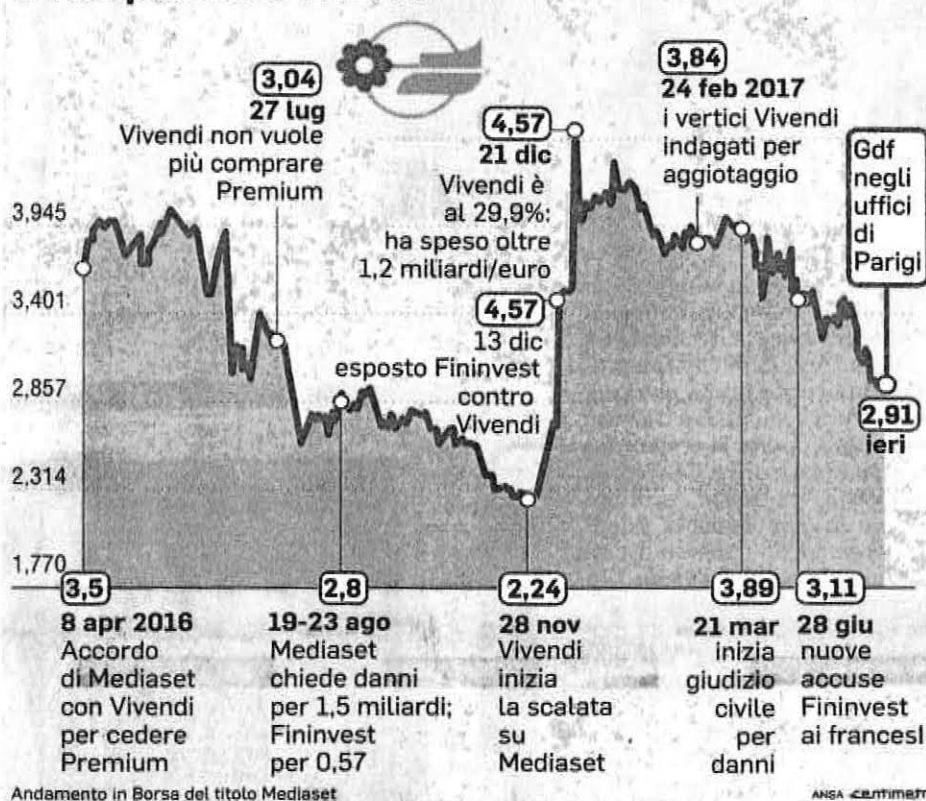 3,04
27 lug
Vivendi non vuole
più comprare
Premium
4,57
21 dic
Vivendi è
al 29,9%:
ha speso oltre
1,2 miliardi/euro
4,57
13 dic
esposto Fininvest
contro
Vivendi
3,84
24 feb 2017
i vertici Vivendi
indagati per
aggiotaggio
Gdf
negli
uffici
di
Parigi
2,91
ieri
3,945
3,401
2,857
2,314
1,770
3,5
8 apr 2016
Accordo
di Mediaset
con Vivendi
per cedere
Premium
2,8
19-23 ago
Mediaset
chiede danni
per 1,5 miliardi;
Fininvest
per 0,57
2,24
28 nov
Vivendi
inizia
la scalata
su
Mediaset
3,89
21 mar
inizia
giudizio
civile
per
danni
3,11
28 giu
nuove
accuse
Fininvest
ai francesi
Andamento in Borsa del titolo Mediaset
ANSA centimetri